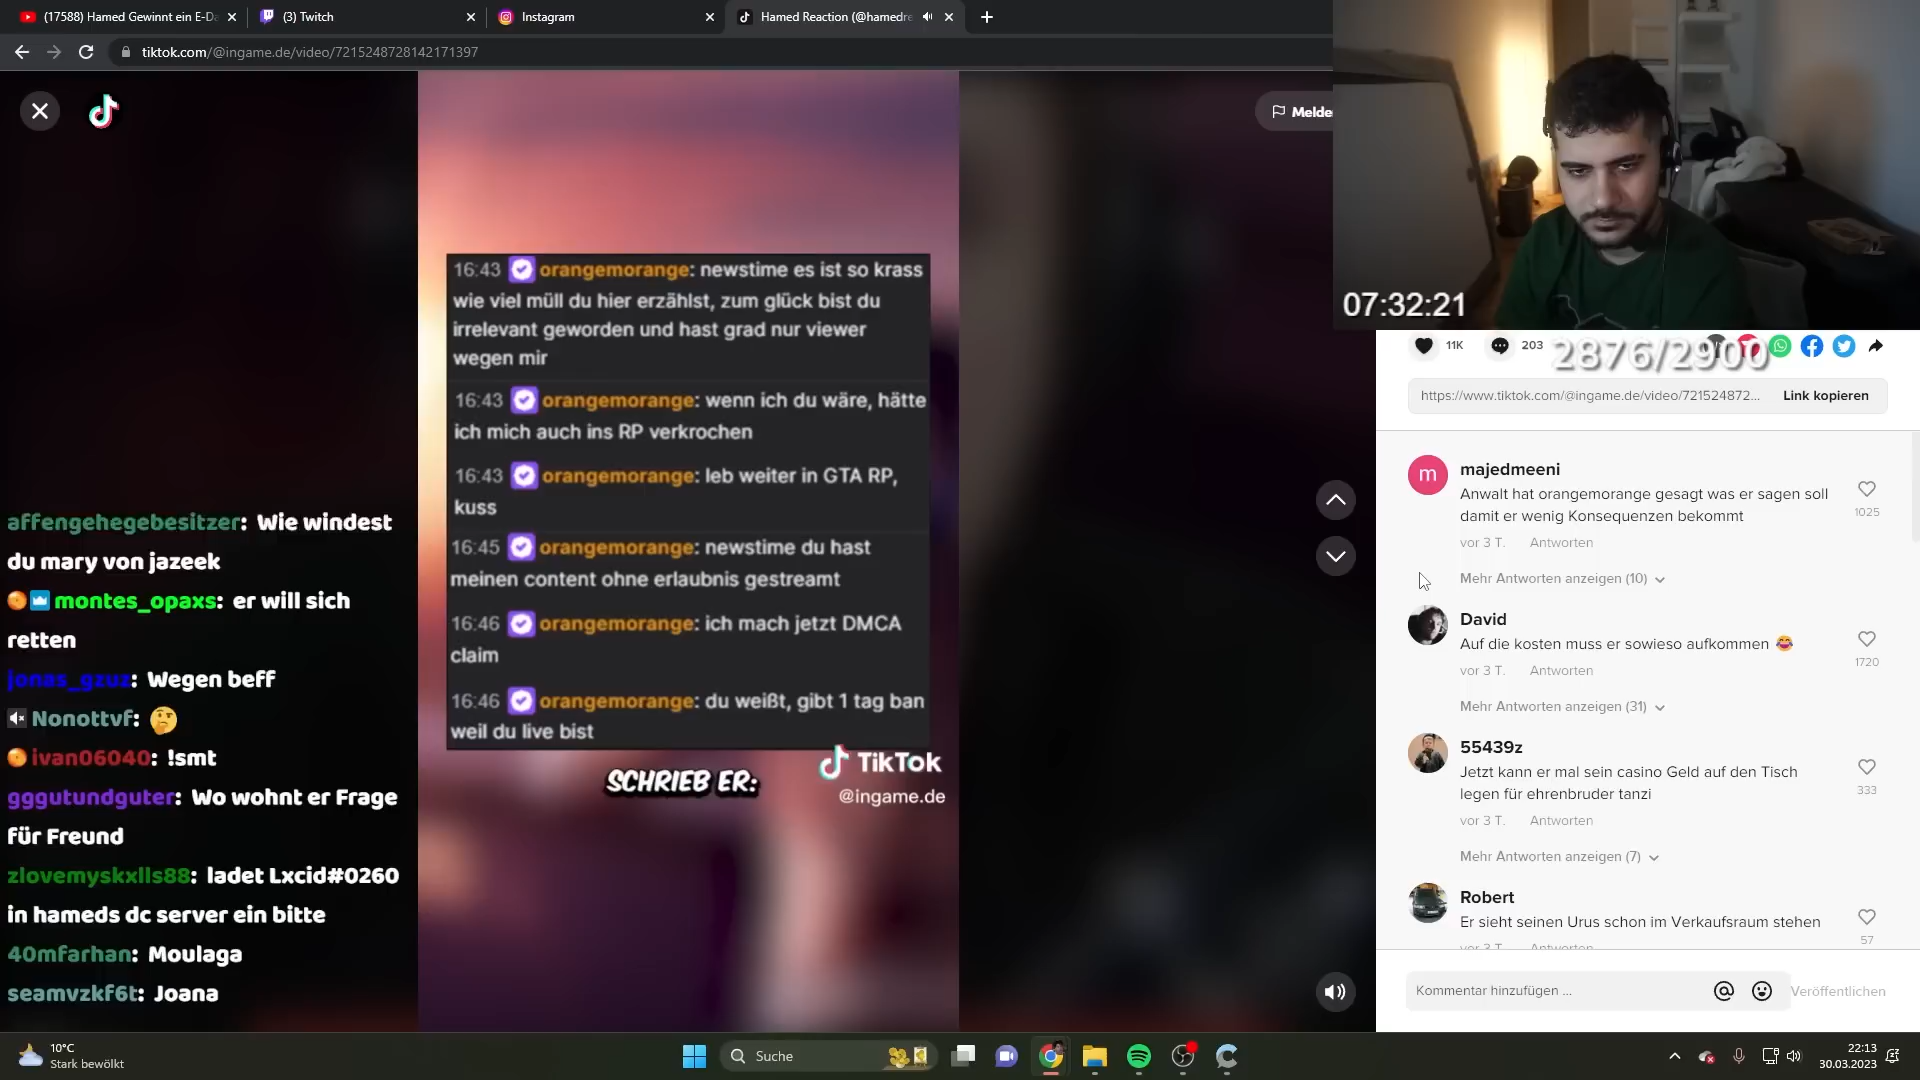 (17588) Hamed Gewinnt ein E-Da
(3) Twitch
Instagram
Hamed Reaction (@hamedre
tiktok.com/@ingame.de/video/7215248728142171397
Melde
07:32:21
16:43 orangemorange: newstime es ist so krass
wie viel müll du hier erzählst, zum glück bist du
irrelevant geworden und hast grad nur viewer
wegen mir
16:43 orangemorange: wenn ich du wäre, hätte
ich mich auch ins RP verkrochen
16:43 orangemorange: leb weiter in GTA RP,
kuss
16:45 orangemorange: newstime du hast
meinen content ohne erlaubnis gestreamt
16:46 orangemorange: ich mach jetzt DMCA
claim
16:46 orangemorange: du weißt, gibt 1 tag ban
weil du live bist
SCHRIEB ER:
TikTok
@ingame.de
affengehegebesitzer: Wie windest
du mary von jazeek
montes_opaxs: er will sich
retten
jonas_gzuz: Wegen beff
Nonottvf:
ivan06040: !smt
gggutundguter: Wo wohnt er Frage
für Freund
zlovemyskxlls88: ladet Lxcid#0260
in hameds dc server ein bitte
40mfarhan: Moulaga
seamvzkf6t: Joana
11K
203
2876/2900
https://www.tiktok.com/@ingame.de/video/721524872...
Link kopieren
m
majedmeeni
Anwalt hat orangemorange gesagt was er sagen soll
damit er wenig Konsequenzen bekommt
1025
vor 3 T. Antworten
Mehr Antworten anzeigen (10)
David
Auf die kosten muss er sowieso aufkommen 😂
1720
vor 3 T. Antworten
Mehr Antworten anzeigen (31)
55439z
Jetzt kann er mal sein casino Geld auf den Tisch
legen für ehrenbruder tanzi
333
vor 3 T. Antworten
Mehr Antworten anzeigen (7)
Robert
Er sieht seinen Urus schon im Verkaufsraum stehen
57
vor 3 T. Antworten
Kommentar hinzufügen ...
Veröffentlichen
10°C
Stark bewölkt
Suche
22:13
30.03.2023